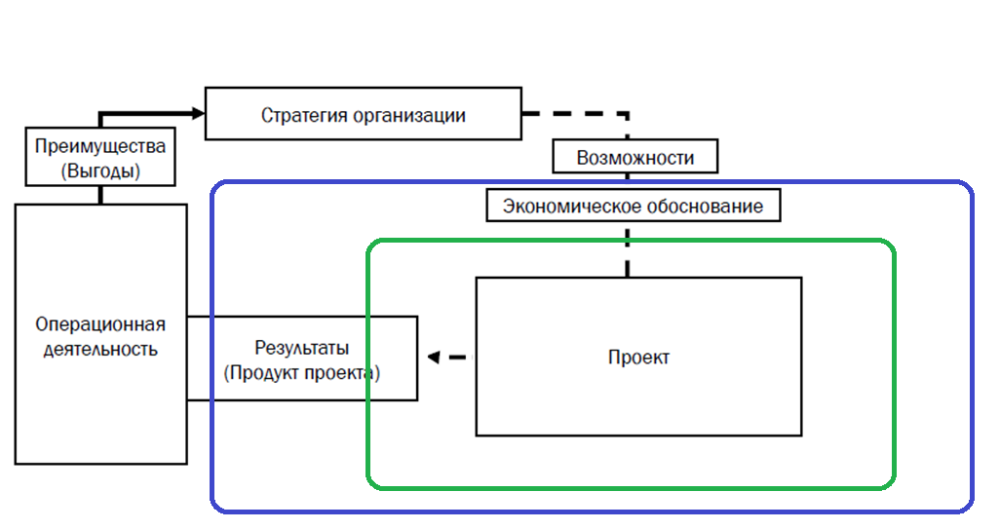 Стратегия организации
Преимущества
(Выгоды)
Возможности
Экономическое обоснование
Операционная
деятельность
Результаты
(Продукт проекта)
Проект